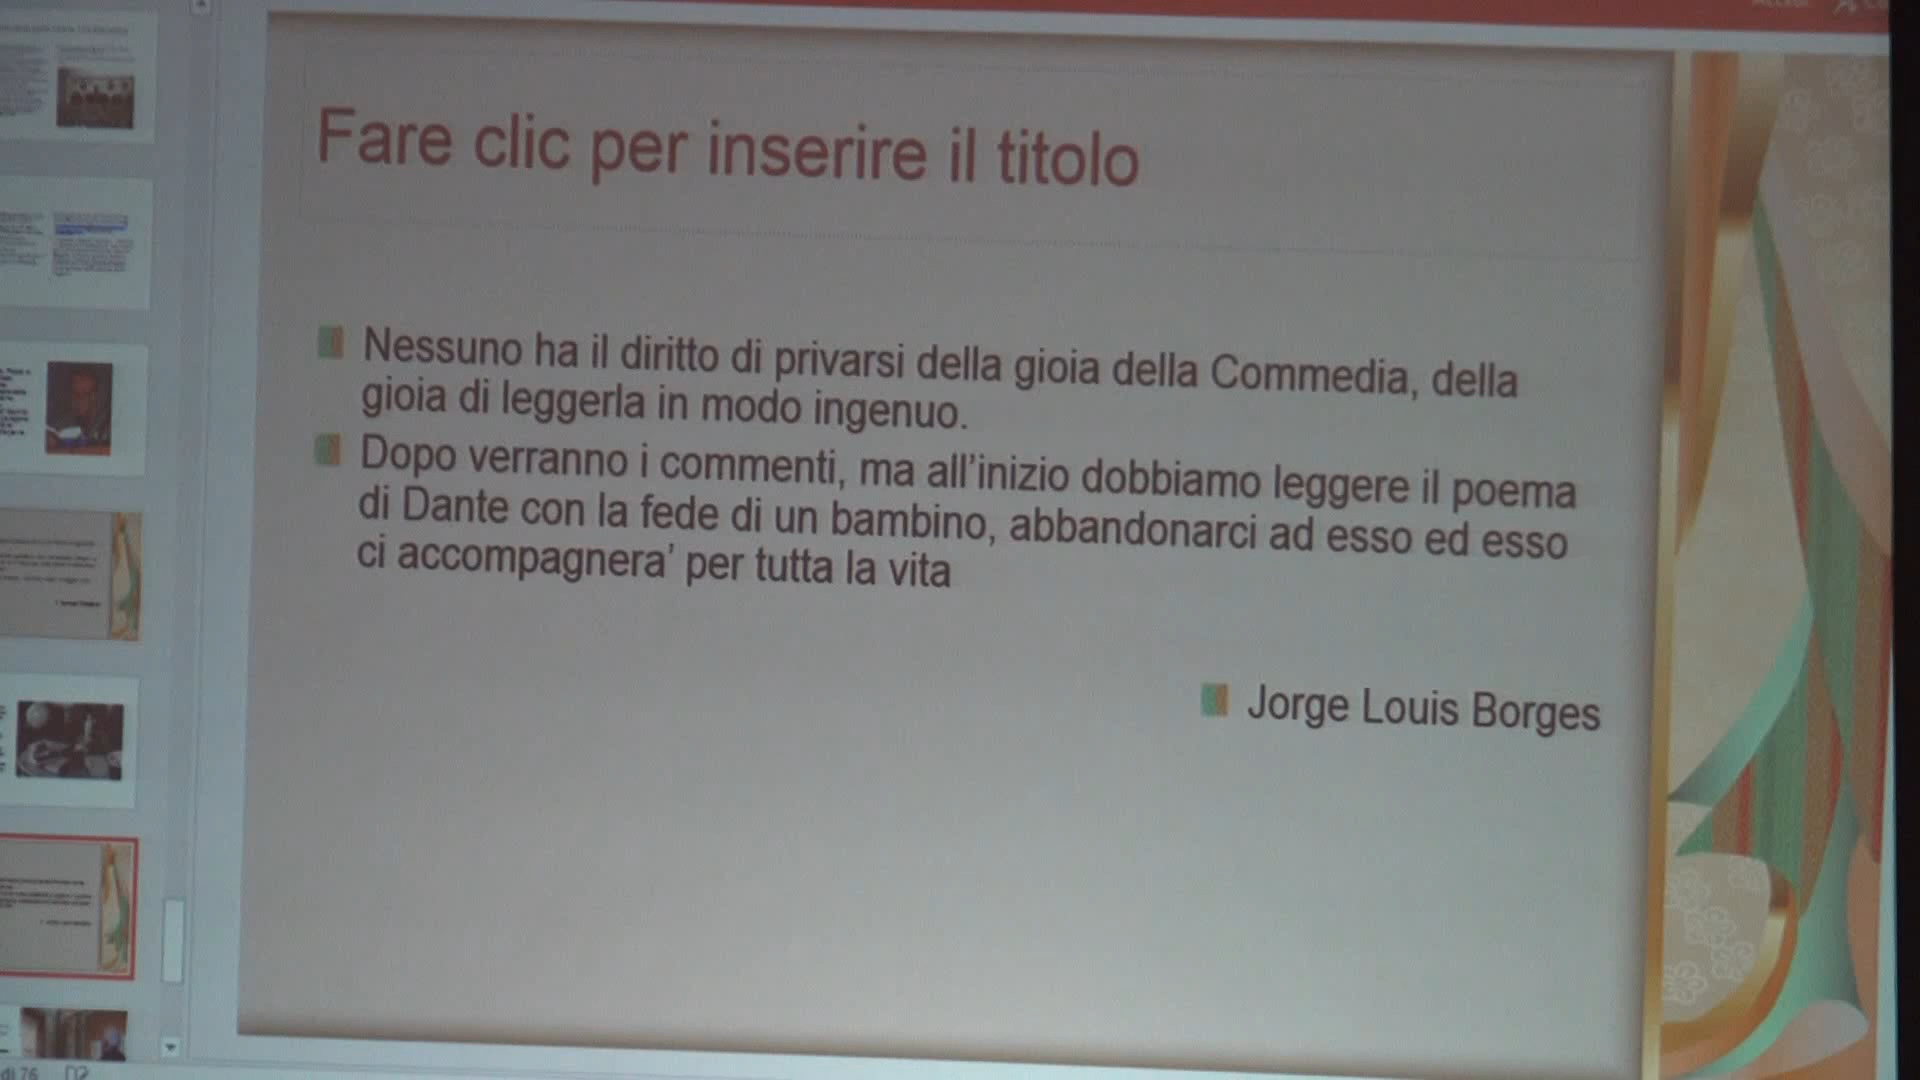 Fare clic per inserire il titolo
Nessuno ha il diritto di privarsi della gioia della Commedia, della
gioia di leggerla in modo ingenuo.
Dopo verranno i commenti, ma all'inizio dobbiamo leggere il poema
di Dante con la fede di un bambino, abbandonarci ad esso ed esso
ci accompagnera' per tutta la vita
Jorge Louis Borges
di 76